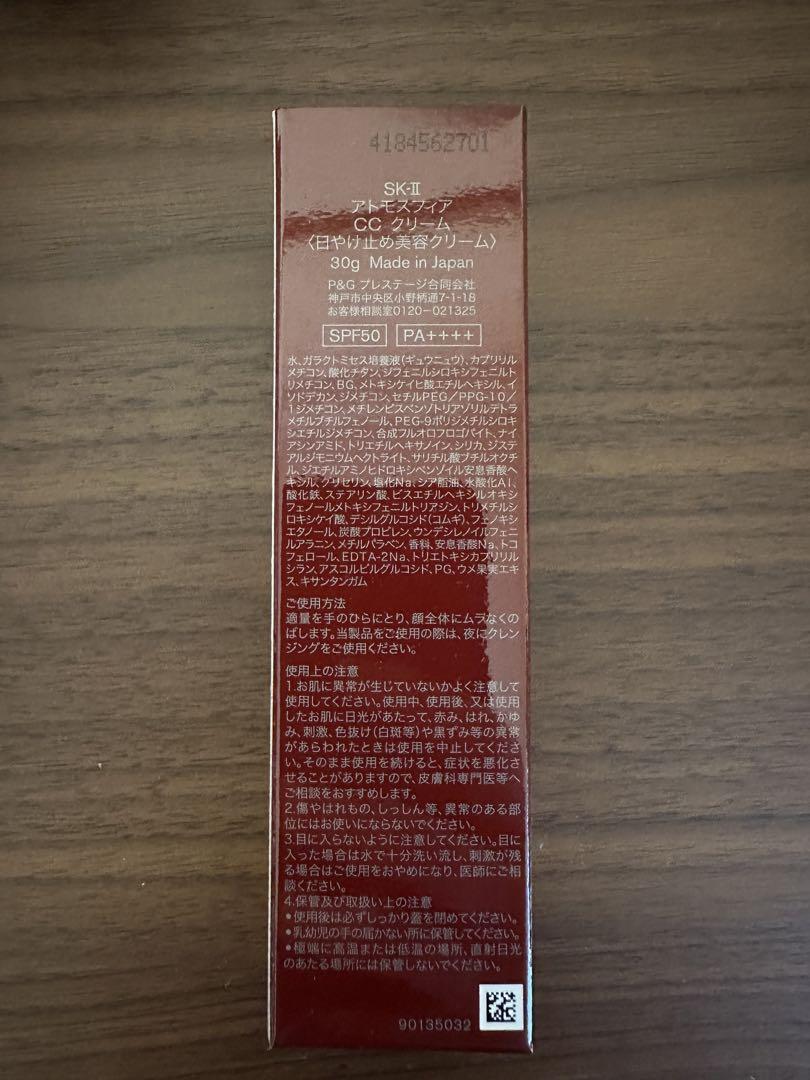 4184562701
SK-II
アトモスフィア
CC クリーム
〈日やけ止め美容クリーム〉
30g Made in Japan
P&G プレステージ合同会社
神戸市中央区小野柄通7-1-18
お客様相談室0120-021325
SPF50 PA++++
水、ガラクトミセス培養液(ギュウニュウ)、カプリリル
メチコン、酸化チタン、ジフェニルシロキシフェニルト
リメチコン、BG、メトキシケイヒ酸エチルヘキシル、イ
ソドデカン、ジメチコン、セチルPEG/PPG-10/
1ジメチコン、メチレンビスベンゾトリアゾリルテトラ
メチルブチルフェノール、PEG-9ポリジメチルシロキ
シエチルジメチコン、合成フルオロフロゴパイト、ナイ
アシンアミド、トリエチルヘキサノイン、シリカ、ジステ
アルジモニウムヘクトライト、サリチル酸ブチルオクチ
ル、ジエチルアミノヒドロキシベンゾイル安息香酸ヘ
キシル、グリセリン、塩化Na、シア脂油、水酸化Al、
酸化鉄、ステアリン酸、ビスエチルヘキシルオキシ
フェノールメトキシフェニルトリアジン、トリメチルシ
ロキシケイ酸、デシルグルコシド(コムギ)、フェノキシ
エタノール、炭酸プロピレン、ウンデシレノイルフェニ
ルアラニン、メチルパラベン、香料、安息香酸Na、トコ
フェロール、EDTA-2Na、トリエトキシカプリリル
シラン、アスコルビルグルコシド、PG、ウメ果実エキ
ス、キサンタンガム
ご使用方法
適量を手のひらにとり、顔全体にムラなくの
ばします。当製品をご使用の際は、夜にクレン
ジングをご使用ください。
使用上の注意
1.お肌に異常が生じていないかよく注意して
使用してください。使用中、使用後、又は使用
したお肌に日光があたって、赤み、はれ、かゆ
み、刺激、色抜け(白斑等)や黒ずみ等の異常
があらわれたときは使用を中止してくださ
い。そのまま使用を続けると、症状を悪化さ
せることがありますので、皮膚科専門医等へ
ご相談をおすすめします。
2.傷やはれもの、しっしん等、異常のある部
位にはお使いにならないでください。
3.目に入らないように注意してください。目に
入った場合は水で十分洗い流し、刺激が残
る場合はご使用をおやめになり、医師にご相
談ください。
4.保管及び取扱い上の注意
●使用後は必ずしっかり蓋を閉めてください。
●乳幼児の手の届かない所に保管してください。
●極端に高温または低温の場所、直射日光
のあたる場所には保管しないでください。
90135032